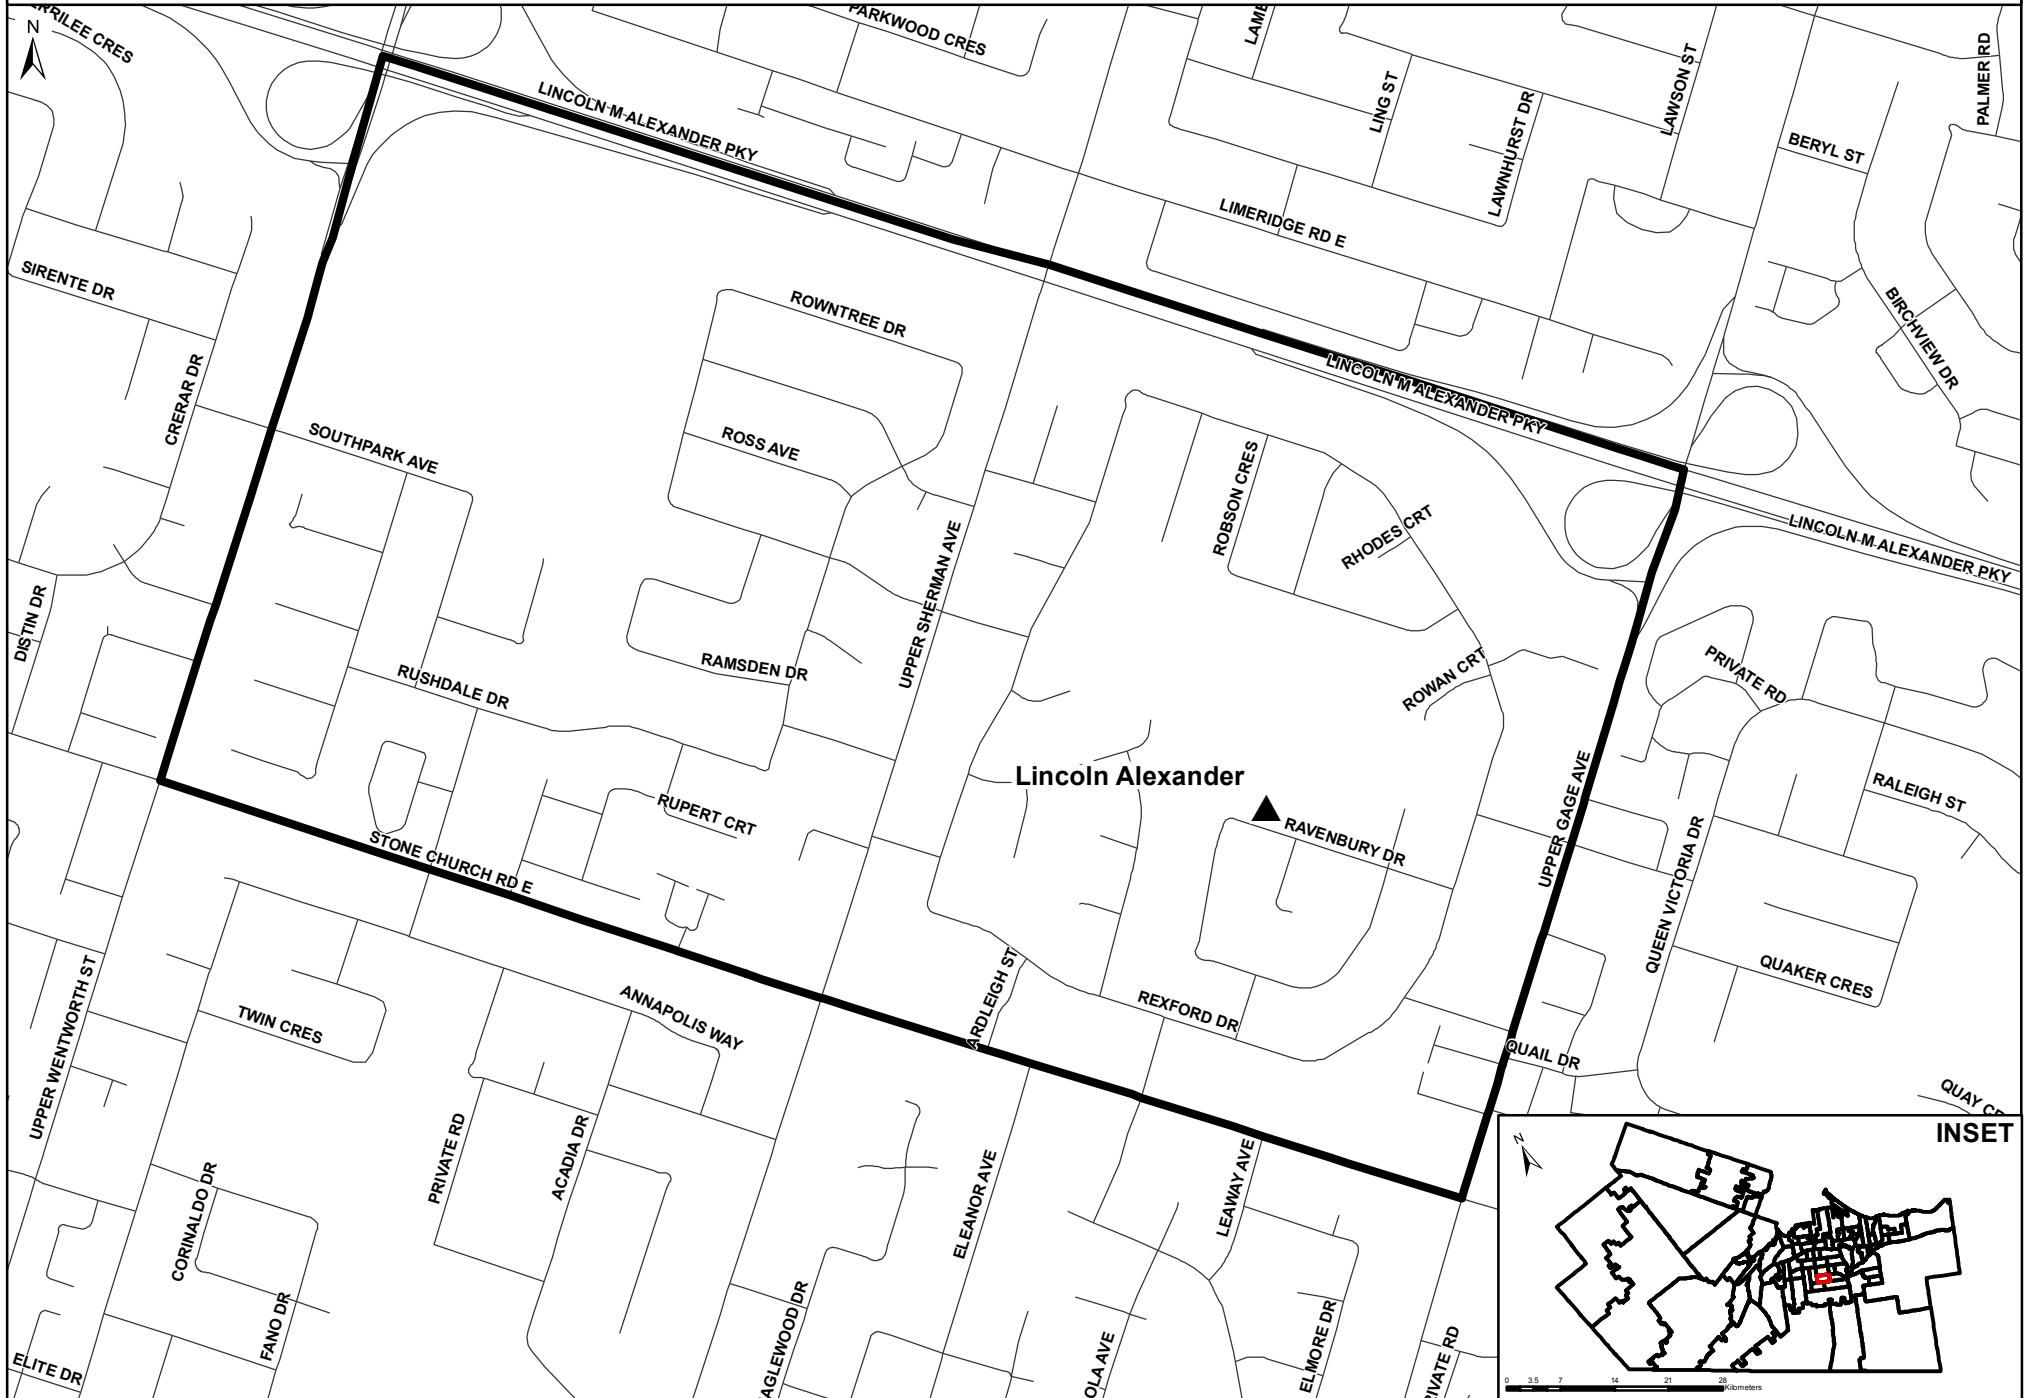 N
PARKWOOD CRES
LINCOLN M ALEXANDER PKY
LING ST
LAWSON ST
LAWNHURST DR
PALMER RD
BERYL ST
LIMERIDGE RD E
SIRENTE DR
ROWNTREE DR
BIRCHVIEW DR
CRERAR DR
LINCOLN M ALEXANDER PKY
SOUTHPARK AVE
ROSS AVE
ROBSON CRES
RHODES CRT
LINCOLN M ALEXANDER PKY
UPPER SHERMAN AVE
DISTIN DR
RUSHDALE DR
RAMSDEN DR
ROWAN CRT
PRIVATE RD
Lincoln Alexander
UPPER GAGE AVE
RALEIGH ST
RUPERT CRT
RAVENBURY DR
STONE CHURCH RD E
QUEEN VICTORIA DR
QUAKER CRES
UPPER WENTWORTH ST
TWIN CRES
ANNAPOLIS WAY
ARDLEIGH ST
REXFORD DR
QUAIL DR
QUAY
PRIVATE RD
ACADIA DR
CORINALDO DR
ELEANOR AVE
LEAWAY AVE
FANO DR
AGLEWOOD DR
OLA AVE
ELMORE DR
IVATE RD
ELITE DR
RRILEE CRES
LAMB
INSET
N
0 3.5 7 14 21 28
Kilometers